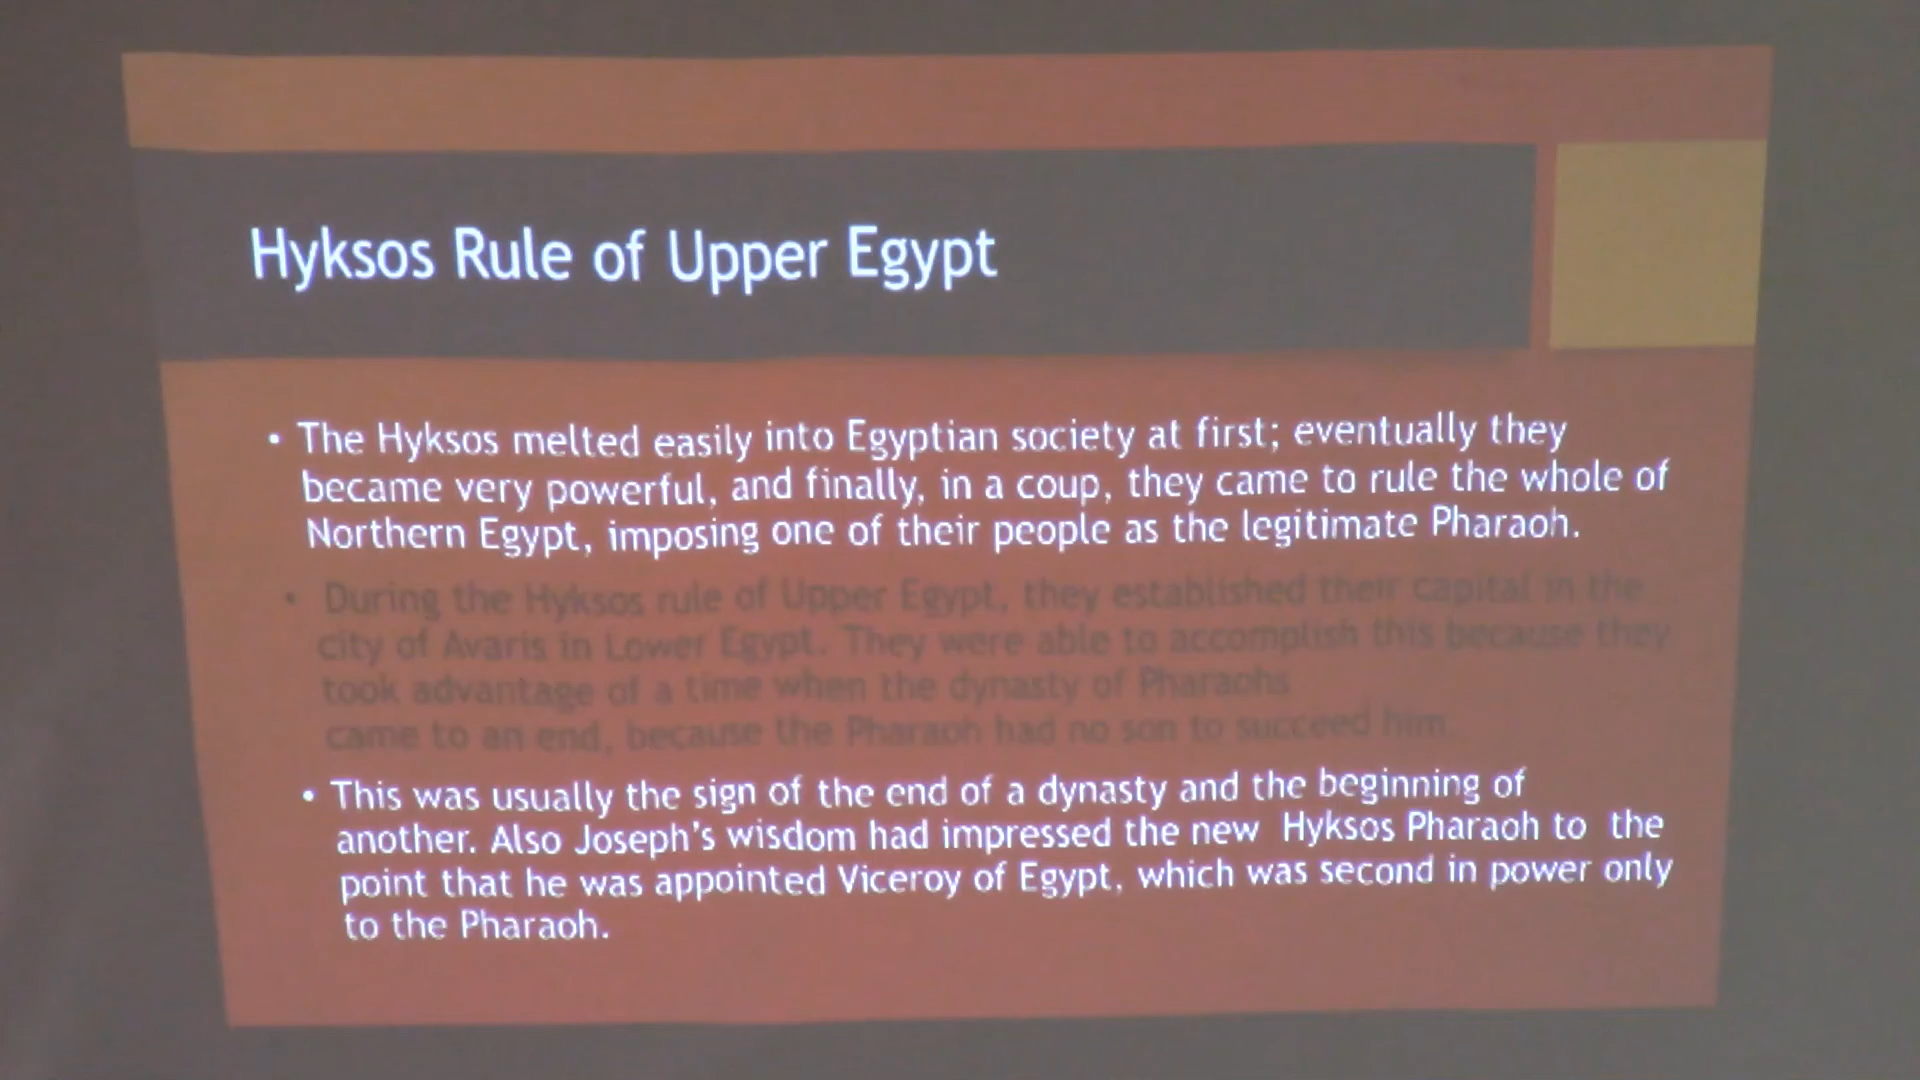 Hyksos Rule of Upper Egypt
• The Hyksos melted easily into Egyptian society at first; eventually they
became very powerful, and finally, in a coup, they came to rule the whole of
Northern Egypt, imposing one of their people as the legitimate Pharaoh.
• During the Hyksos rule of Upper Egypt, they established their capital in the
city of Avaris in Lower Egypt. They were able to accomplish this because they
took advantage of a time when the dynasty of Pharaohs
came to an end, because the Pharaoh had no son to succeed him.
• This was usually the sign of the end of a dynasty and the beginning of
another. Also Joseph's wisdom had impressed the new Hyksos Pharaoh to the
point that he was appointed Viceroy of Egypt, which was second in power only
to the Pharaoh.